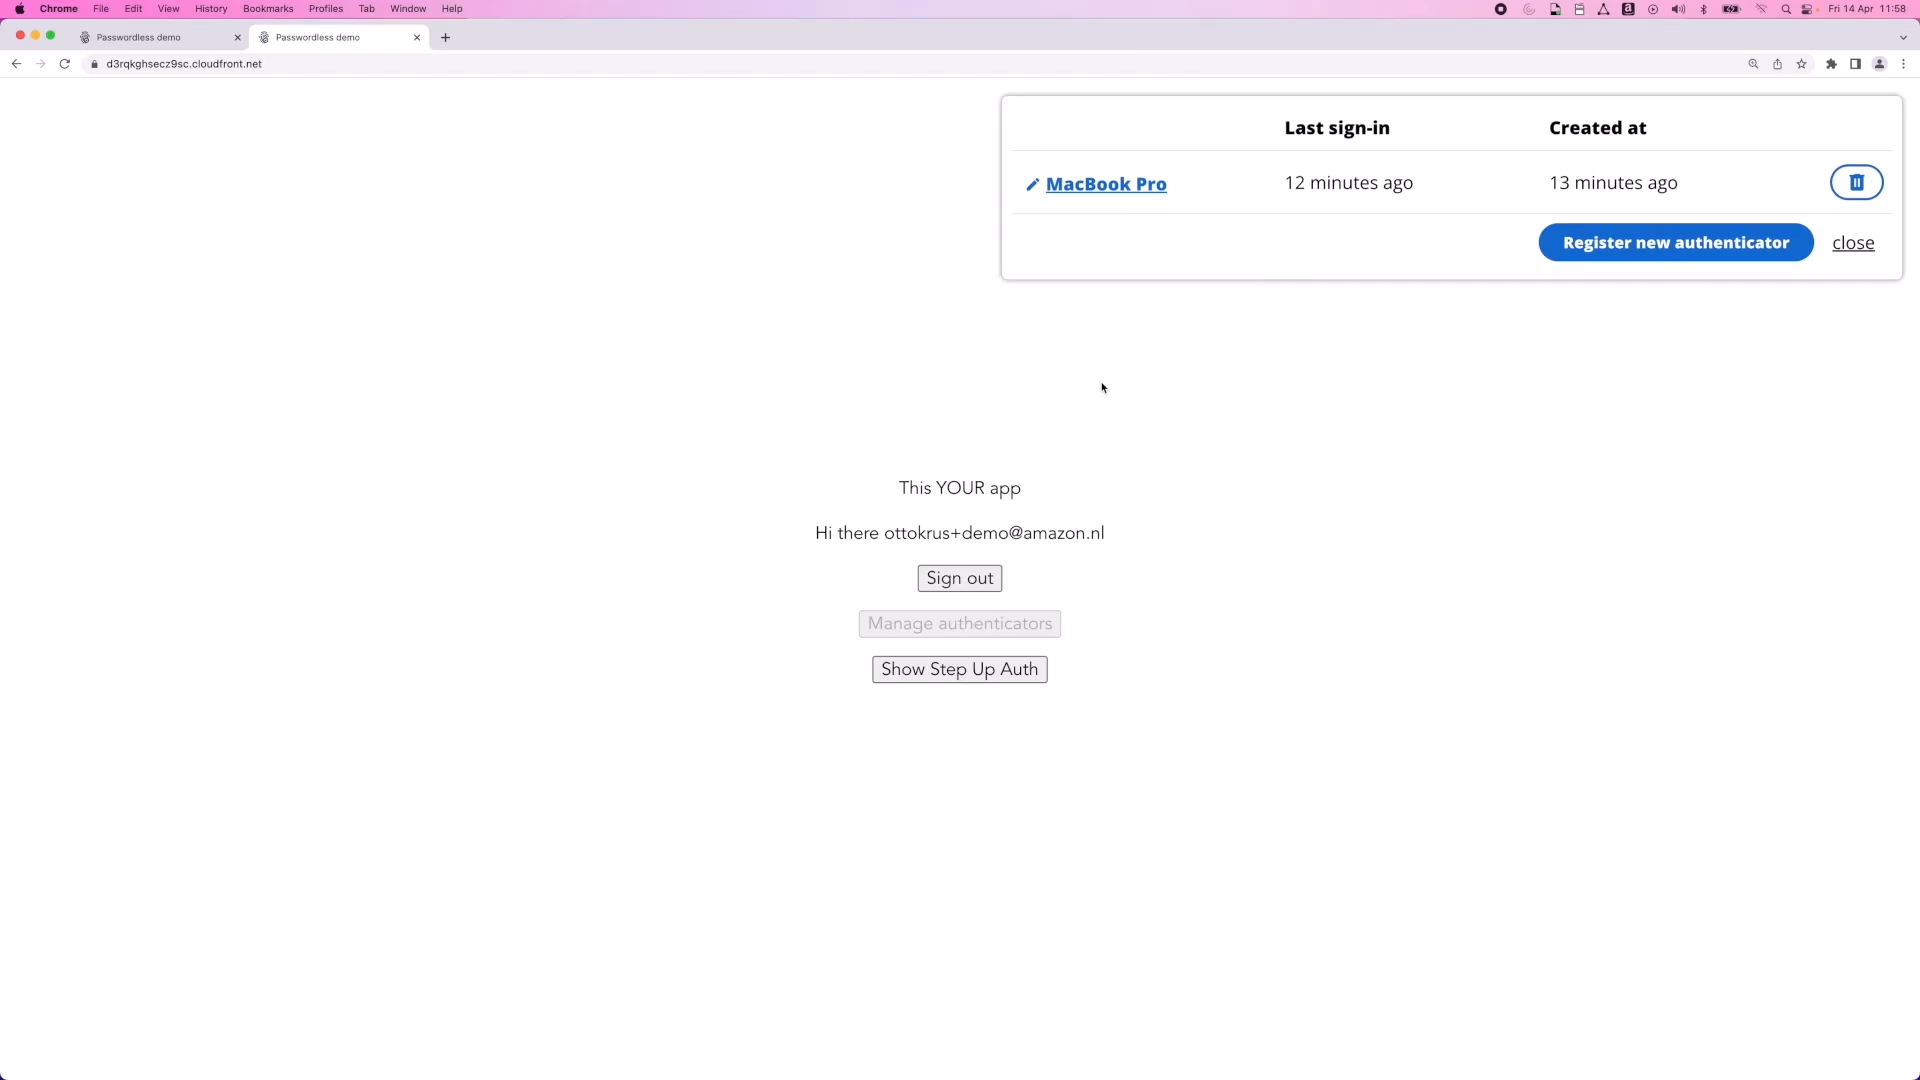 Chrome File Edit View History Bookmarks Profiles Tab Window Help Fri 14 Apr 11:58
Passwordless demo Passwordless demo
d3rqkghsecz9sc.cloudfront.net
Last sign-in Created at
MacBook Pro 12 minutes ago 13 minutes ago
Register new authenticator close
This YOUR app
Hi there ottokrus+demo@amazon.nl
Sign out
Manage authenticators
Show Step Up Auth